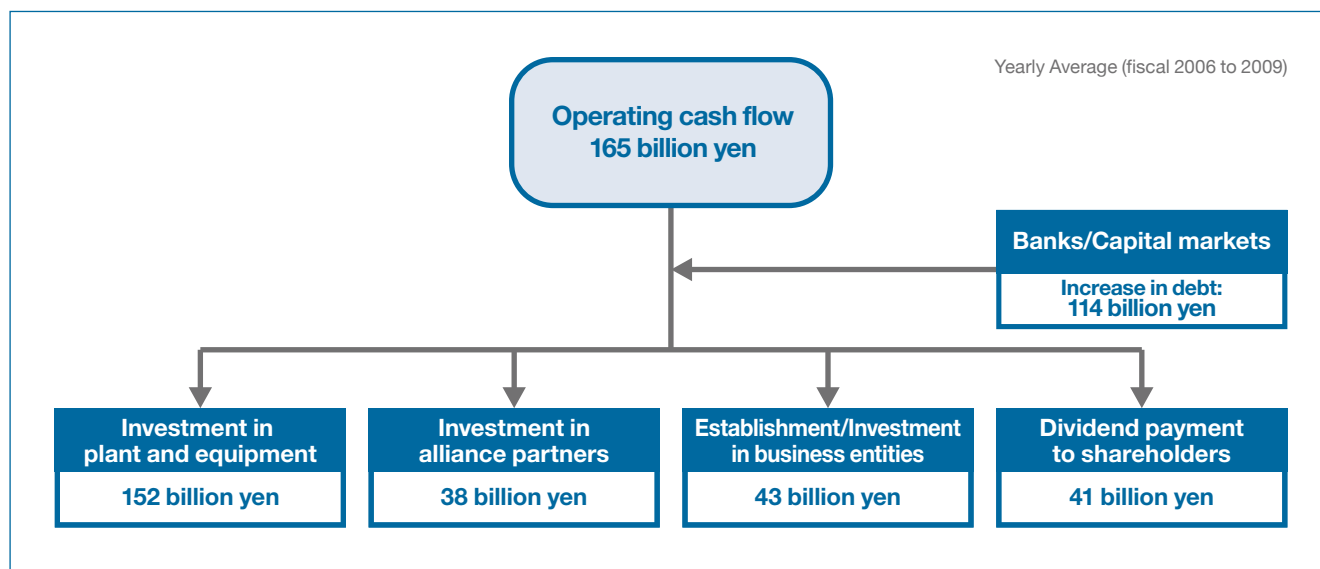 Yearly Average (fiscal 2006 to 2009)
Operating cash flow
165 billion yen
Banks/Capital markets
Increase in debt:
114 billion yen
Investment in
plant and equipment
152 billion yen
Investment in
alliance partners
38 billion yen
Establishment/Investment
in business entities
43 billion yen
Dividend payment
to shareholders
41 billion yen